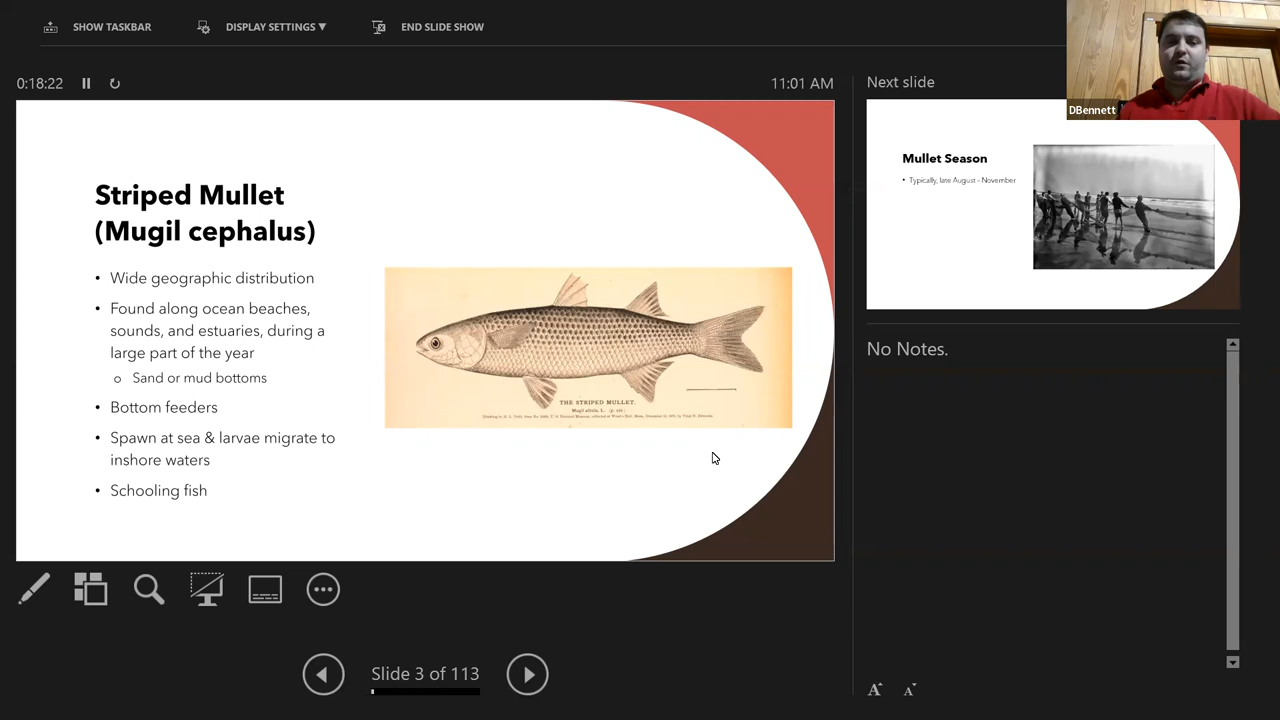 SHOW TASKBAR
DISPLAY SETTINGS ▼
END SLIDE SHOW
0:18:22
11:01 AM
Striped Mullet
(Mugil cephalus)
• Wide geographic distribution
• Found along ocean beaches,
sounds, and estuaries, during a
large part of the year
o Sand or mud bottoms
• Bottom feeders
• Spawn at sea & larvae migrate to
inshore waters
• Schooling fish
THE STRIPED MULLET.
Slide 3 of 113
Next slide
DBennett
Mullet Season
• Typically, late August – November
No Notes.
A A